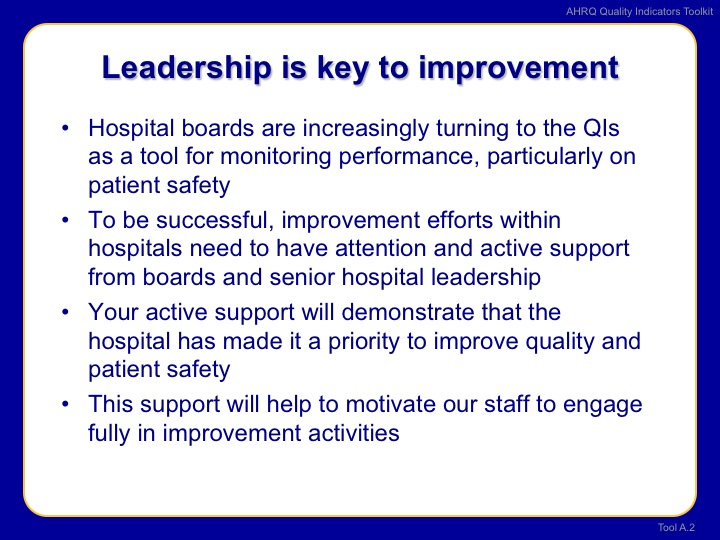 AHRQ Quality Indicators Toolkit
Leadership is key to improvement
• Hospital boards are increasingly turning to the QIs
as a tool for monitoring performance, particularly on
patient safety
• To be successful, improvement efforts within
hospitals need to have attention and active support
from boards and senior hospital leadership
• Your active support will demonstrate that the
hospital has made it a priority to improve quality and
patient safety
• This support will help to motivate our staff to engage
fully in improvement activities
Tool A.2